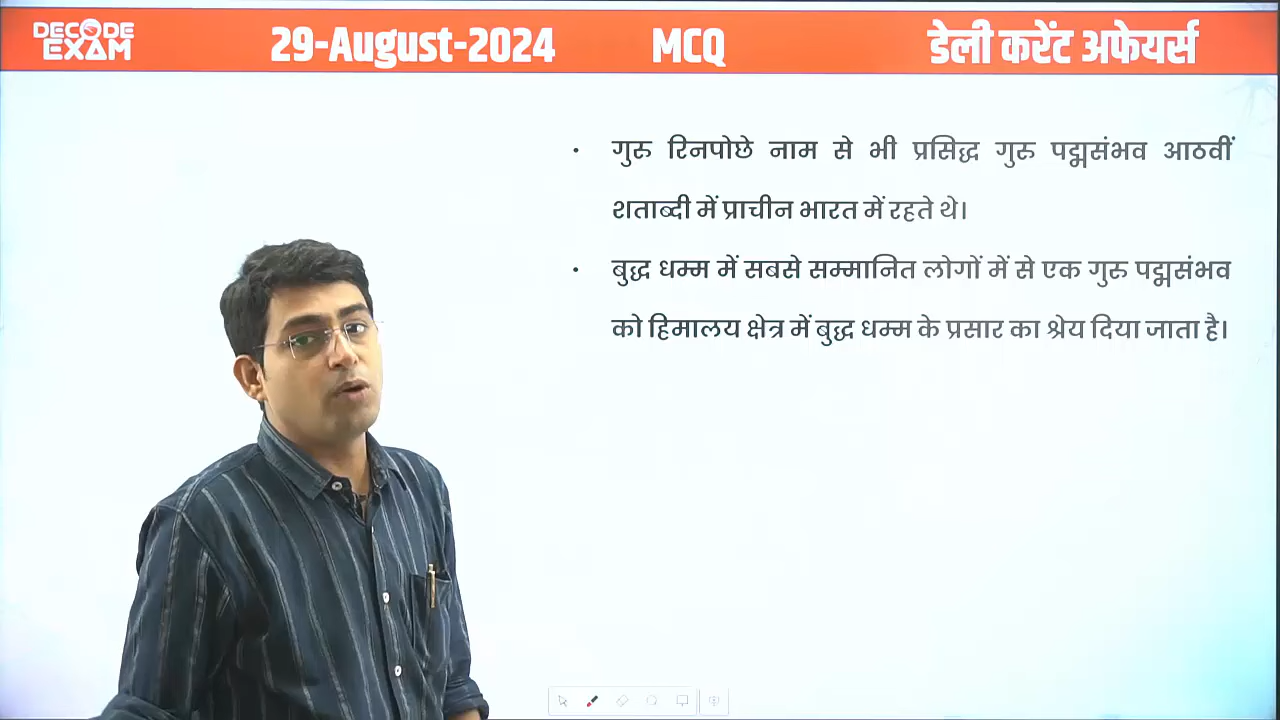 DECODE EXAM
29-August-2024 MCQ डेली करेंट अफेयर्स
• गुरु रिनपोछे नाम से भी प्रसिद्ध गुरु पद्मसंभव आठवीं
शताब्दी में प्राचीन भारत में रहते थे।
• बुद्ध धम्म में सबसे सम्मानित लोगों में से एक गुरु पद्मसंभव
को हिमालय क्षेत्र में बुद्ध धम्म के प्रसार का श्रेय दिया जाता है।